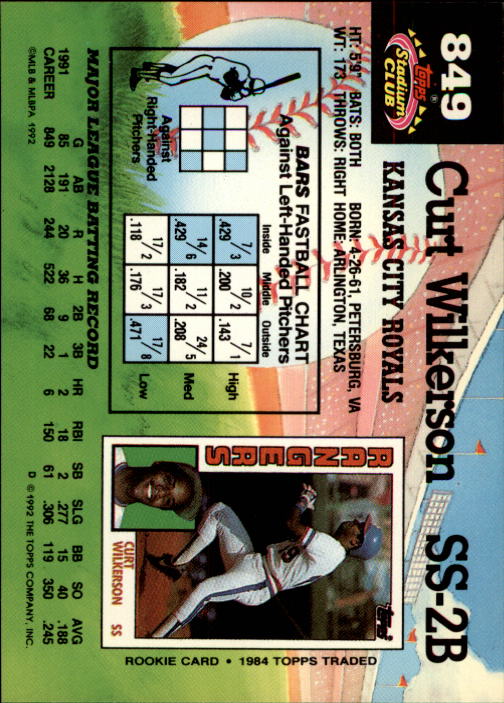 849
Topps®
Stadium
CLUB
Curt Wilkerson SS-2B
KANSAS CITY ROYALS
HT: 5'9" BATS: BOTH BORN: 4-26-61, PETERSBURG, VA
WT: 173 THROWS: RIGHT HOME: ARLINGTON, TEXAS
BARS FASTBALL CHART
Against Left-Handed Pitchers
Inside Middle Outside
7/3 10/2 7/1
.429 .200 .143 High
14/6 11/2 24/5
.429 .182 .208 Med
17/2 17/3 17/8
.118 .176 .471 Low
Against
Right-Handed
Pitchers
RANGERS
Topps
CURT
WILKERSON SS
ROOKIE CARD • 1984 TOPPS TRADED
MAJOR LEAGUE BATTING RECORD
G AB R H 2B 3B HR RBI SB SLG BB SO AVG
1991 85 191 20 36 9 1 2 18 2 .277 15 40 .188
CAREER 849 2128 244 522 68 22 6 150 61 .306 119 350 .245
©MLB & MLBPA 1992
D © 1992 THE TOPPS COMPANY, INC.